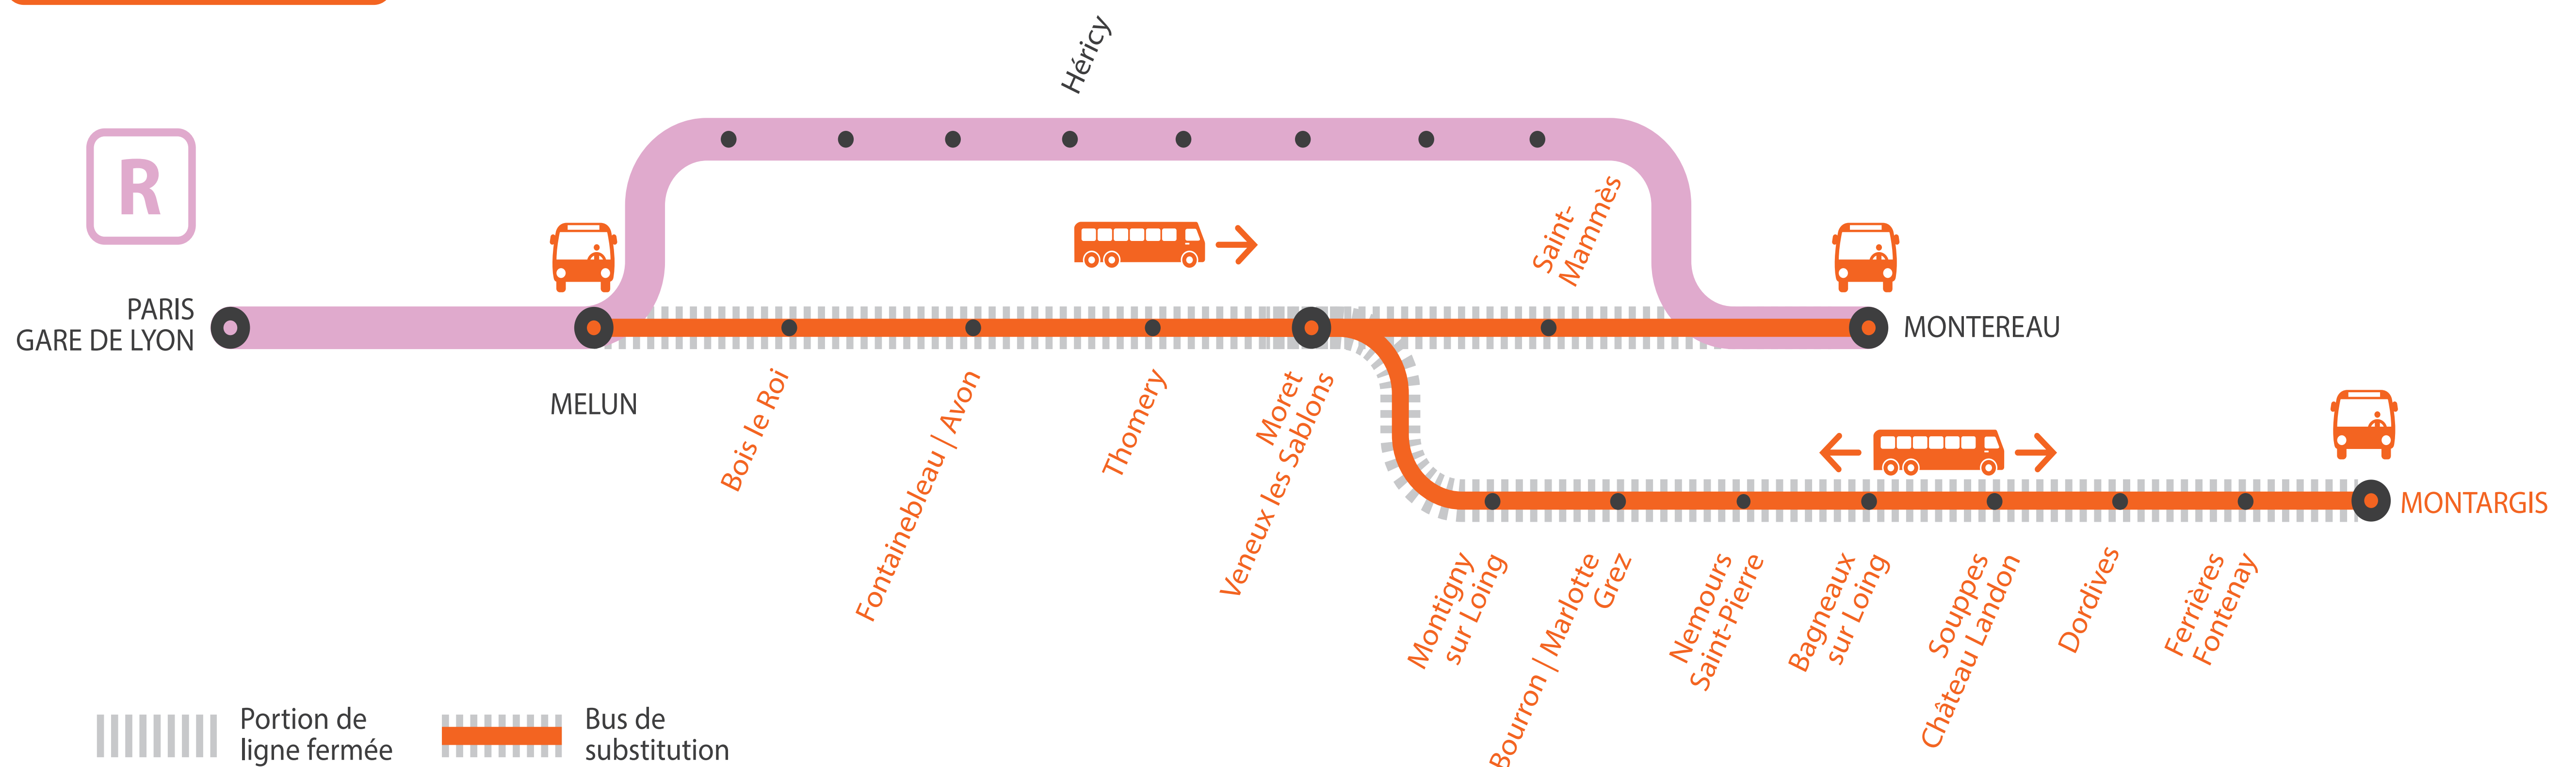 Héricy
R
Saint-
Mammès
PARIS
GARE DE LYON
MONTEREAU
MELUN
Bois le Roi
Fontainebleau | Avon
Thomery
Moret
Veneux les Sablons
MONTARGIS
Montigny
sur Loing
Bourron | Marlotte
Grez
Nemours
Saint-Pierre
Bagneaux
sur Loing
Souppes
Château Landon
Dordives
Ferrières
Fontenay
Portion de
ligne fermée
Bus de
substitution